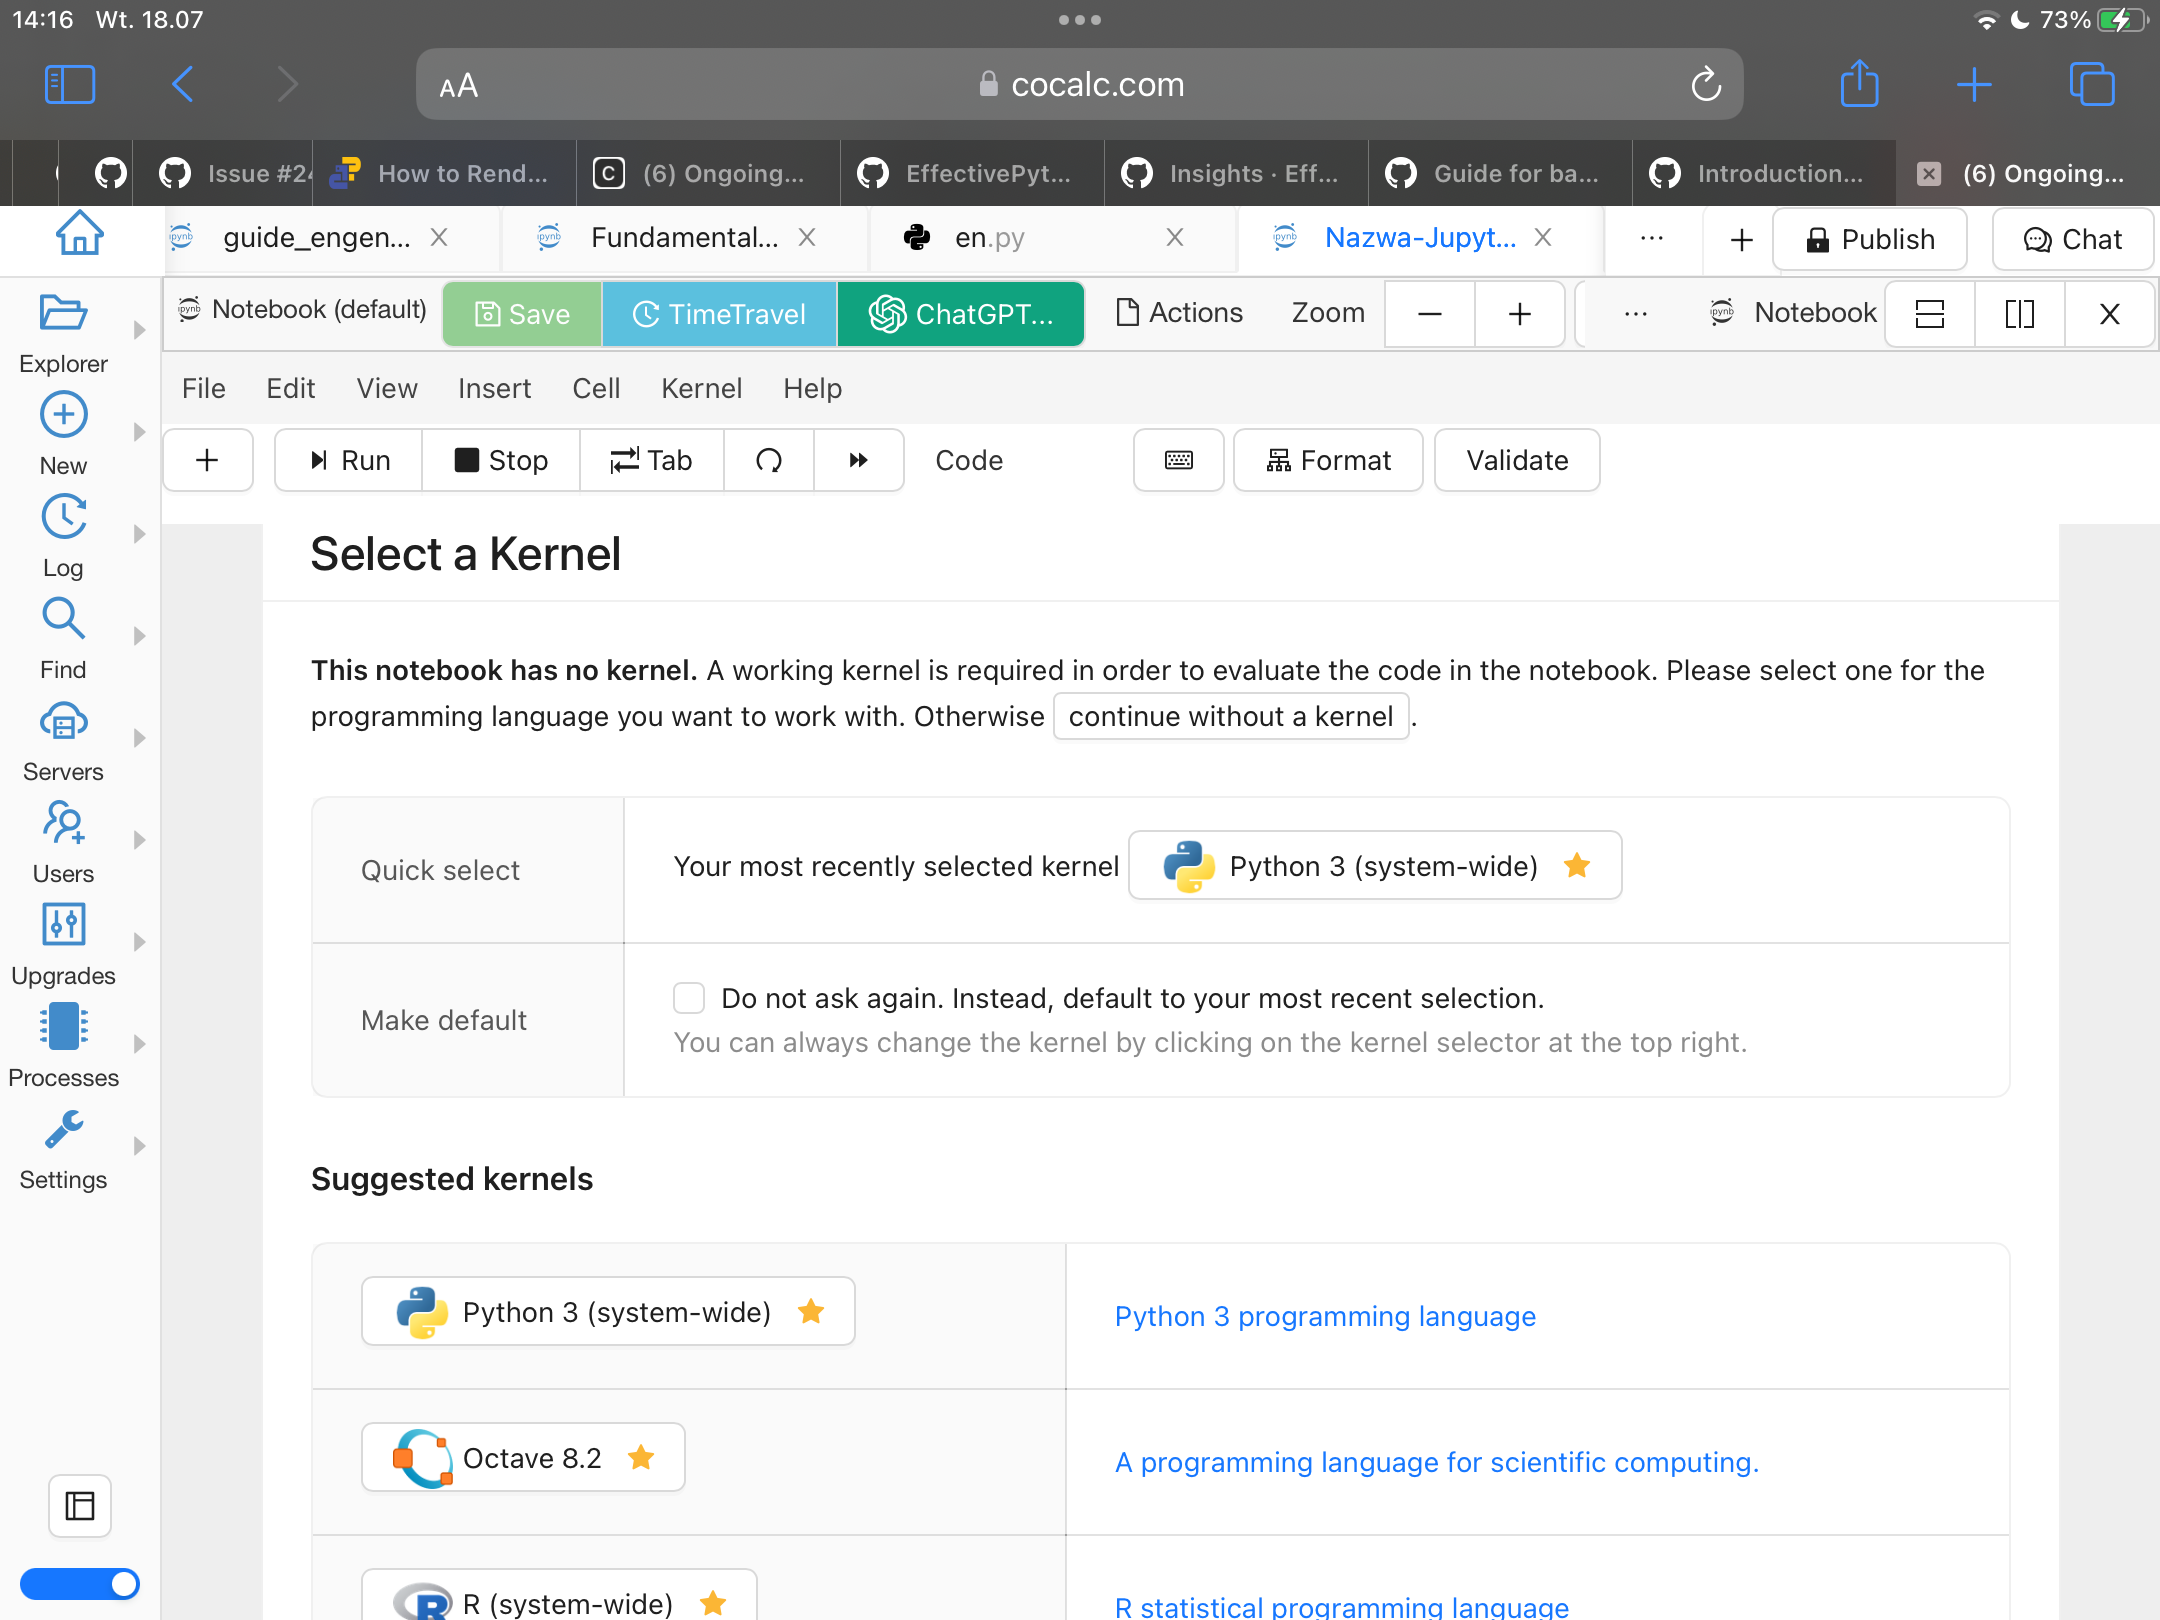 14:16 Wt. 18.07
73%
AA
cocalc.com
Issue #24
How to Rend...
(6) Ongoing...
EffectivePyt...
Insights · Eff...
Guide for ba...
Introduction...
(6) Ongoing...
guide_engen...
Fundamental...
en.py
Nazwa-Jupyt...
Publish
Chat
Notebook (default)
Save
TimeTravel
ChatGPT...
Actions
Zoom
Notebook
File Edit View Insert Cell Kernel Help
Run
Stop
Tab
Code
Format
Validate
Explorer
New
Log
Find
Servers
Users
Upgrades
Processes
Settings
Select a Kernel
This notebook has no kernel. A working kernel is required in order to evaluate the code in the notebook. Please select one for the
programming language you want to work with. Otherwise continue without a kernel .
Quick select
Your most recently selected kernel Python 3 (system-wide)
Make default
Do not ask again. Instead, default to your most recent selection.
You can always change the kernel by clicking on the kernel selector at the top right.
Suggested kernels
Python 3 (system-wide)
Python 3 programming language
Octave 8.2
A programming language for scientific computing.
R (system-wide)
R statistical programming language